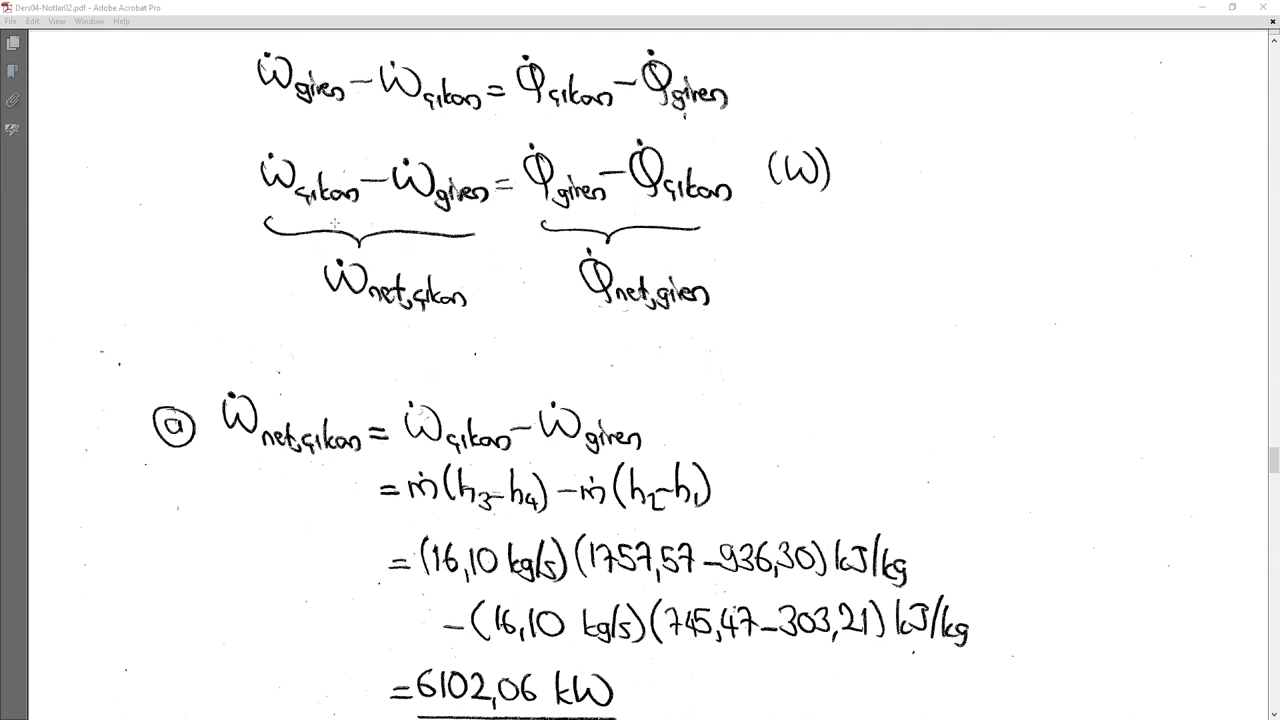 Ders04-Notlar02.pdf - Adobe Acrobat Pro
File Edit View Window Help
Ẇgiren − Ẇçıkan = Q̇çıkan − Q̇giren
Ẇçıkan − Ẇgiren = Q̇giren − Q̇çıkan (W)
Ẇnet,çıkan Q̇net,giren
a Ẇnet,çıkan = Ẇçıkan − Ẇgiren
= ṁ(h3−h4) − ṁ(h2−h1)
= (16,10 kg/s)(1757,57−936,30) kJ/kg
− (16,10 kg/s)(745,47−303,21) kJ/kg
= 6102,06 kW